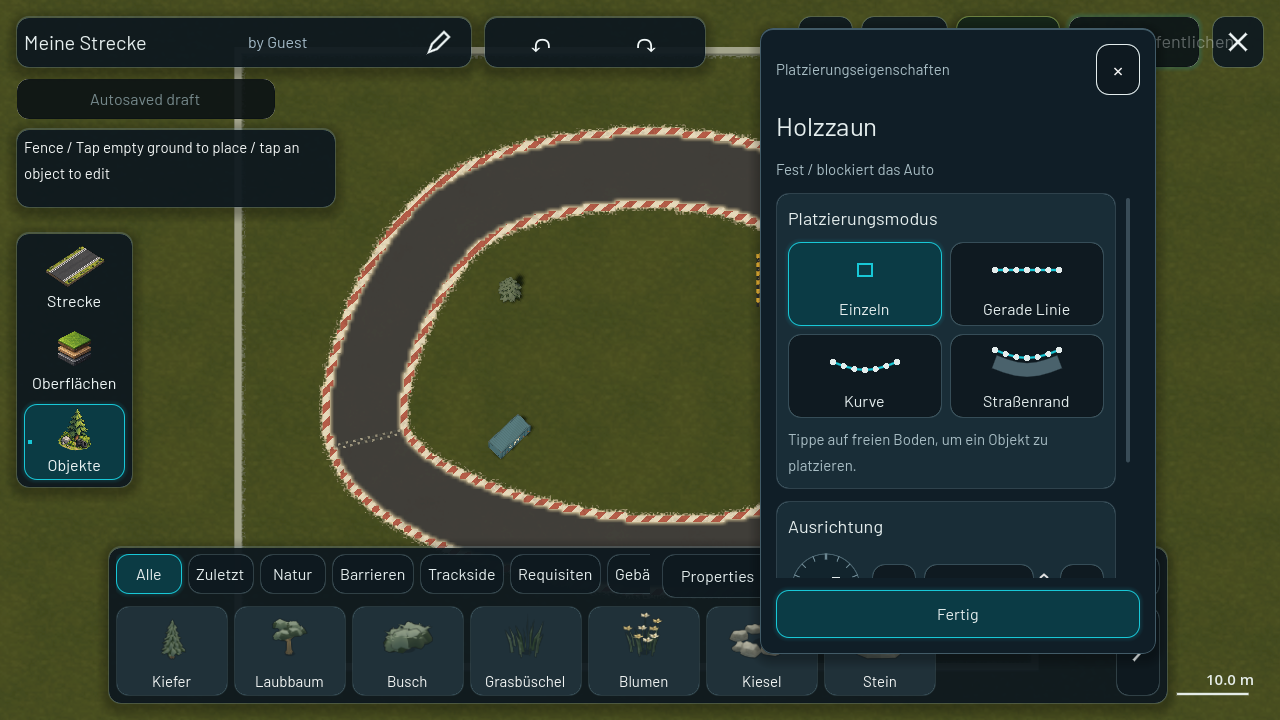 Meine Strecke
by Guest
Autosaved draft
Fence / Tap empty ground to place / tap an
object to edit
Strecke
Oberflächen
Objekte
Platzierungseigenschaften
×
Holzzaun
Fest / blockiert das Auto
Platzierungsmodus
Einzeln
Gerade Linie
Kurve
Straßenrand
Tippe auf freien Boden, um ein Objekt zu
platzieren.
Ausrichtung
Fertig
Alle
Zuletzt
Natur
Barrieren
Trackside
Requisiten
Gebä
Properties
Kiefer
Laubbaum
Busch
Grasbüschel
Blumen
Kiesel
Stein
10.0 m